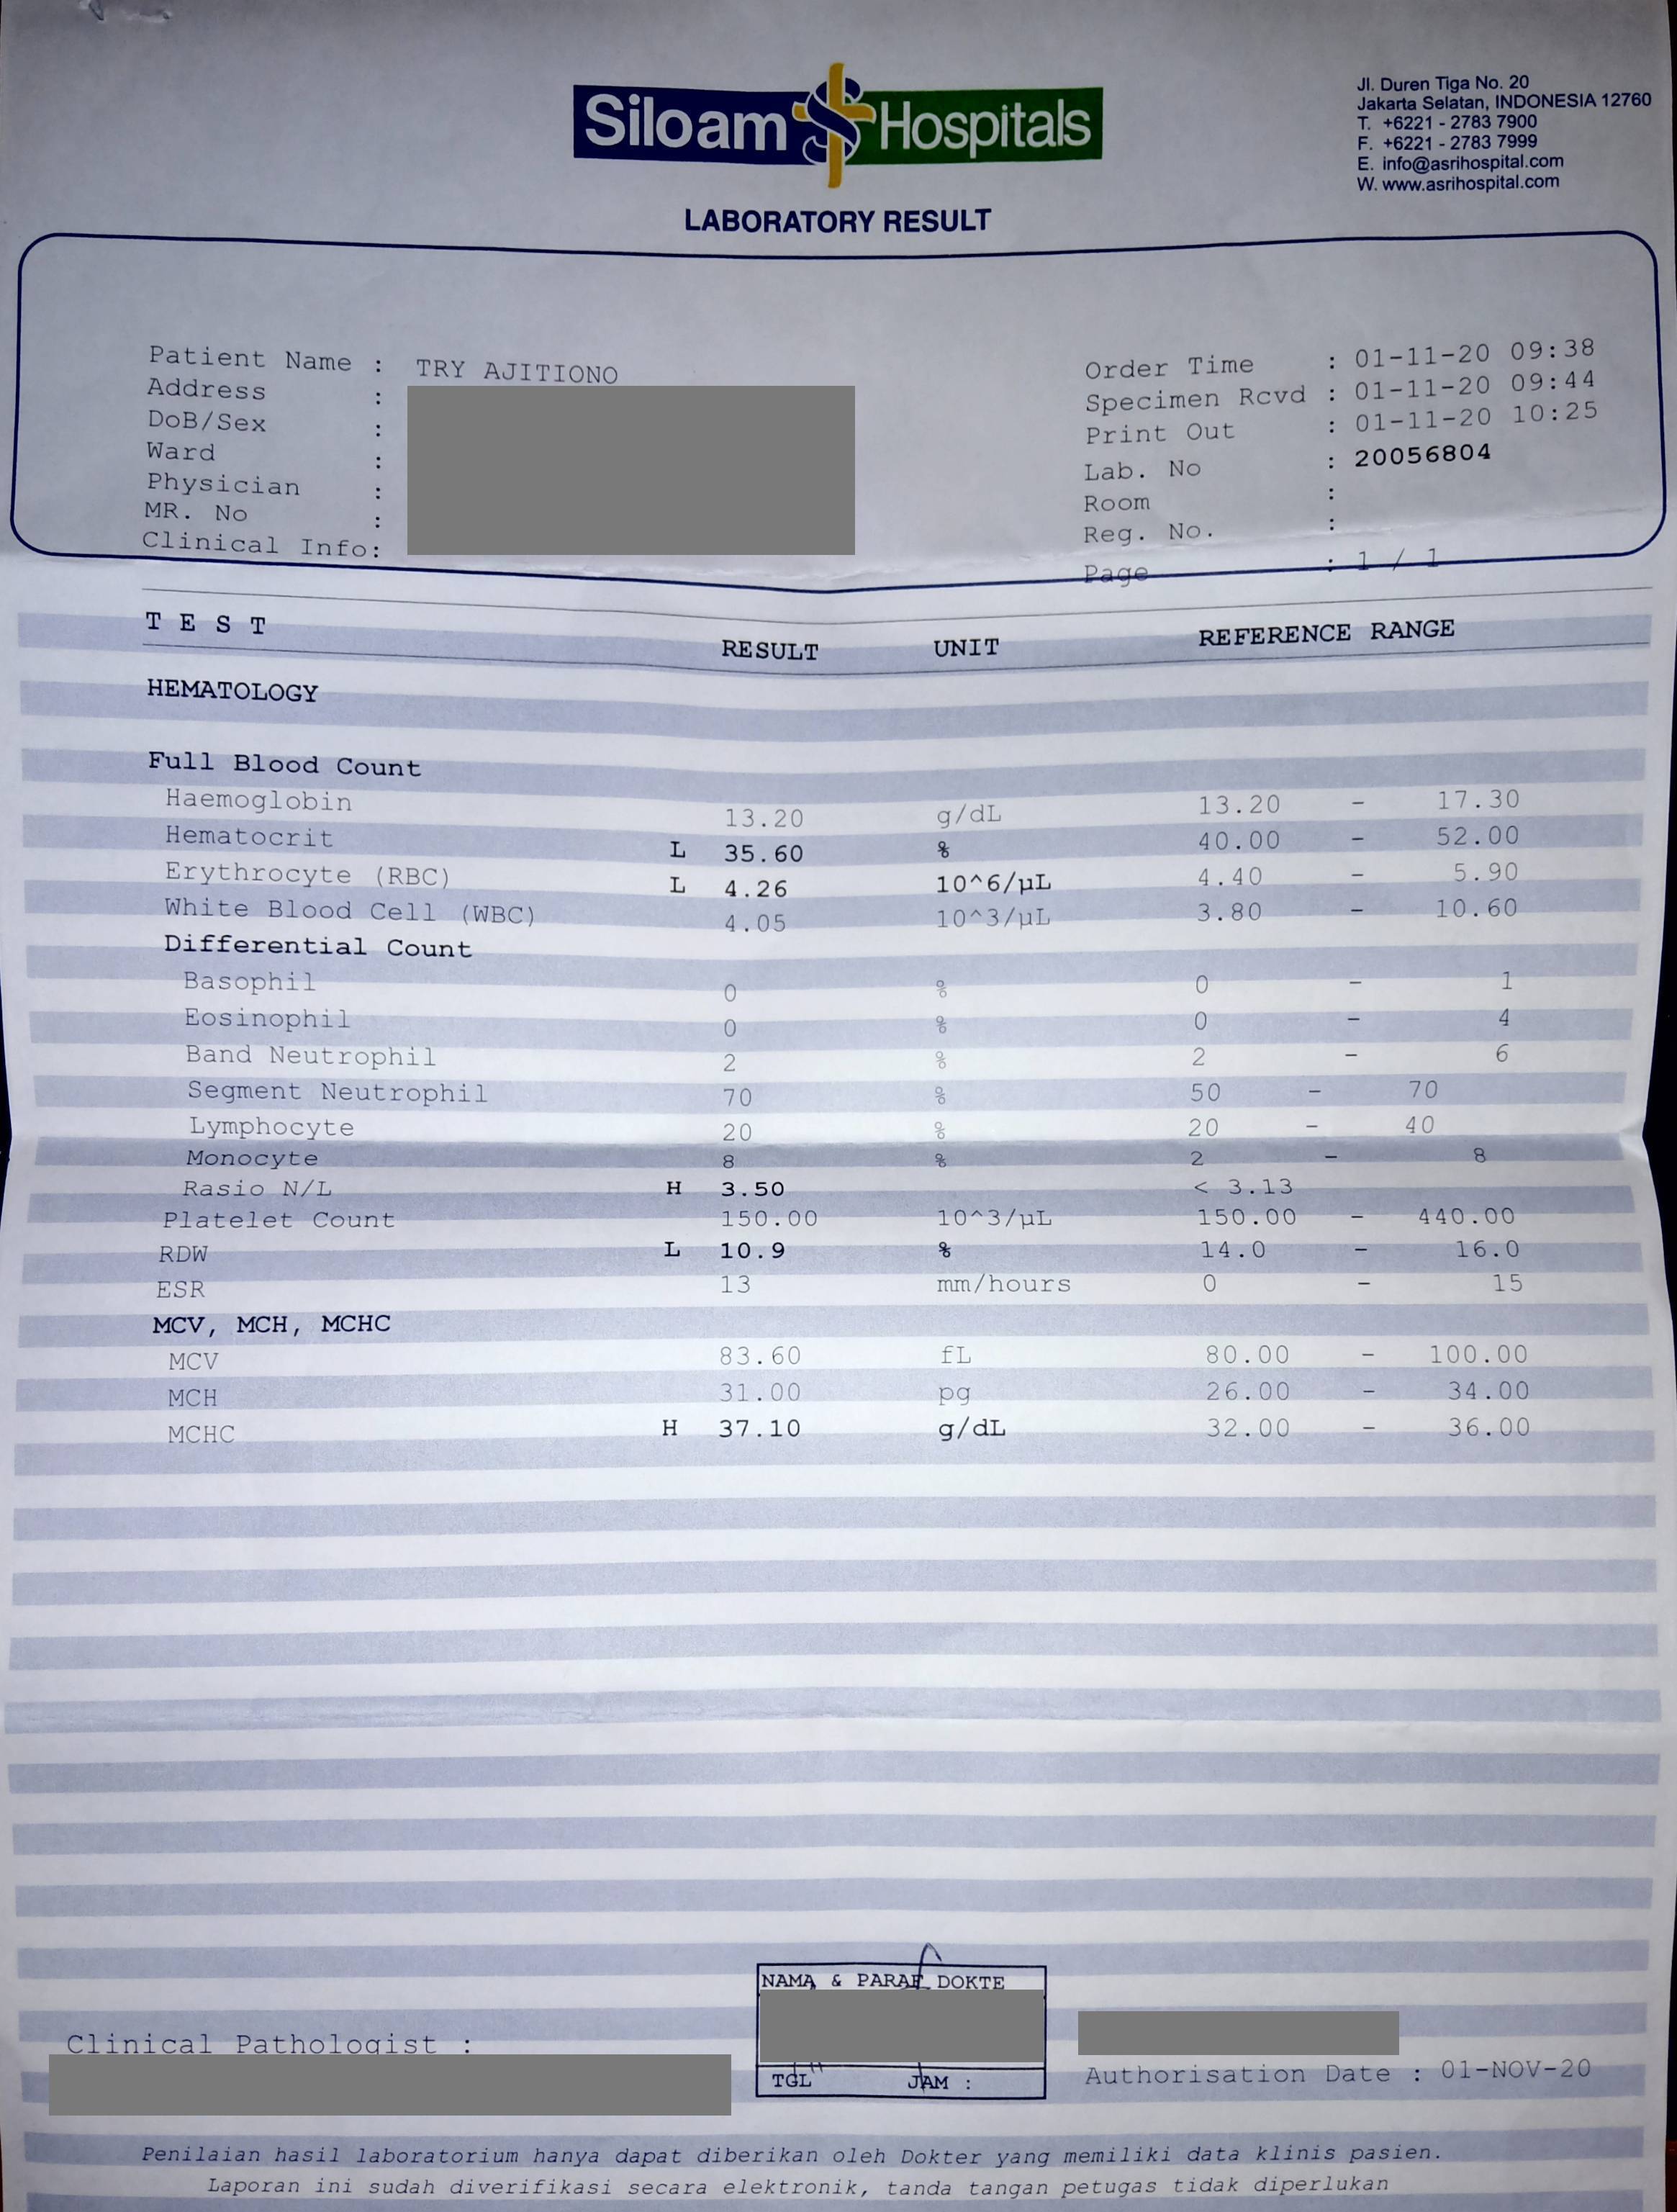 Siloam Hospitals
Jl. Duren Tiga No. 20
Jakarta Selatan, INDONESIA 12760
T. +6221 - 2783 7900
F. +6221 - 2783 7999
E. info@asrihospital.com
W. www.asrihospital.com
LABORATORY RESULT
Patient Name : TRY AJITIONO
Address :
DoB/Sex :
Ward :
Physician :
MR. No :
Clinical Info:
Order Time : 01-11-20 09:38
Specimen Rcvd : 01-11-20 09:44
Print Out : 01-11-20 10:25
Lab. No : 20056804
Room :
Reg. No. :
Page : 1 / 1
T E S T RESULT UNIT REFERENCE RANGE
HEMATOLOGY
Full Blood Count
Haemoglobin 13.20 g/dL 13.20 - 17.30
Hematocrit L 35.60 % 40.00 - 52.00
Erythrocyte (RBC) L 4.26 10^6/µL 4.40 - 5.90
White Blood Cell (WBC) 4.05 10^3/µL 3.80 - 10.60
Differential Count
Basophil 0 % 0 - 1
Eosinophil 0 % 0 - 4
Band Neutrophil 2 % 2 - 6
Segment Neutrophil 70 % 50 - 70
Lymphocyte 20 % 20 - 40
Monocyte 8 % 2 - 8
Rasio N/L H 3.50 < 3.13
Platelet Count 150.00 10^3/µL 150.00 - 440.00
RDW L 10.9 % 14.0 - 16.0
ESR 13 mm/hours 0 - 15
MCV, MCH, MCHC
MCV 83.60 fL 80.00 - 100.00
MCH 31.00 pg 26.00 - 34.00
MCHC H 37.10 g/dL 32.00 - 36.00
NAMA & PARAF DOKTE
TGL JAM :
Clinical Pathologist :
Authorisation Date : 01-NOV-20
Penilaian hasil laboratorium hanya dapat diberikan oleh Dokter yang memiliki data klinis pasien.
Laporan ini sudah diverifikasi secara elektronik, tanda tangan petugas tidak diperlukan